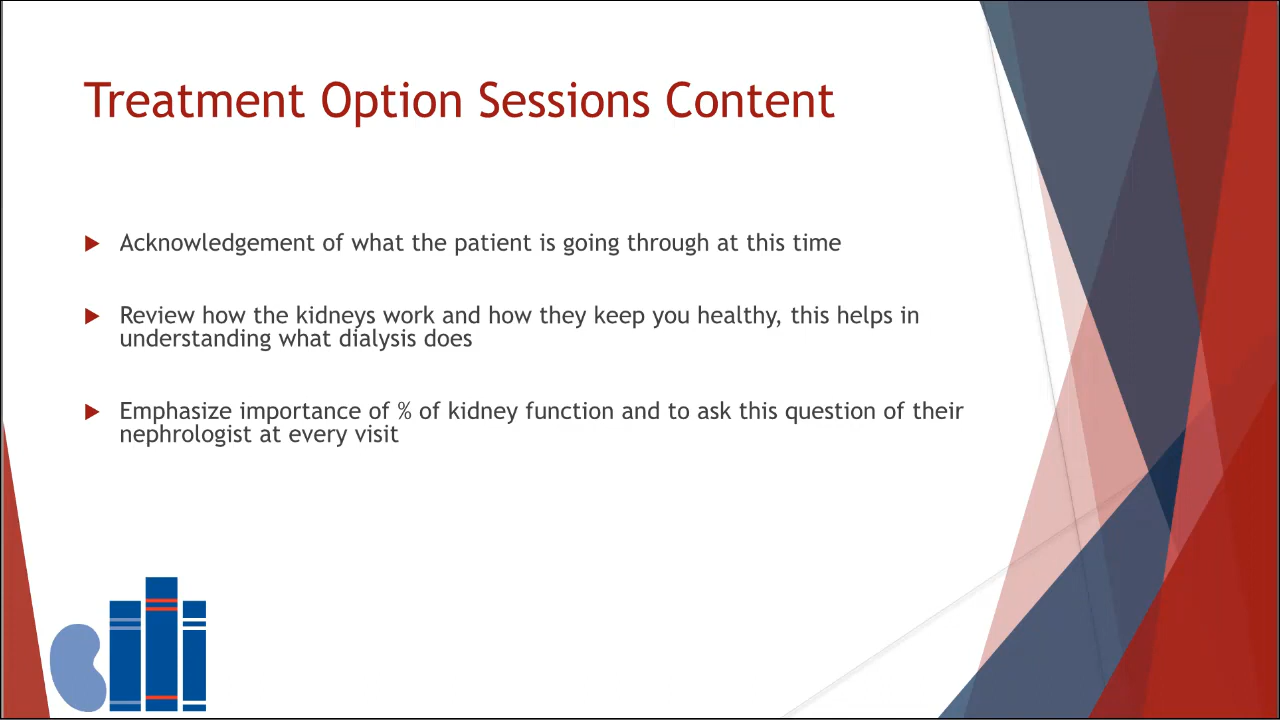 Treatment Option Sessions Content
Acknowledgement of what the patient is going through at this time
Review how the kidneys work and how they keep you healthy, this helps in
understanding what dialysis does
Emphasize importance of % of kidney function and to ask this question of their
nephrologist at every visit